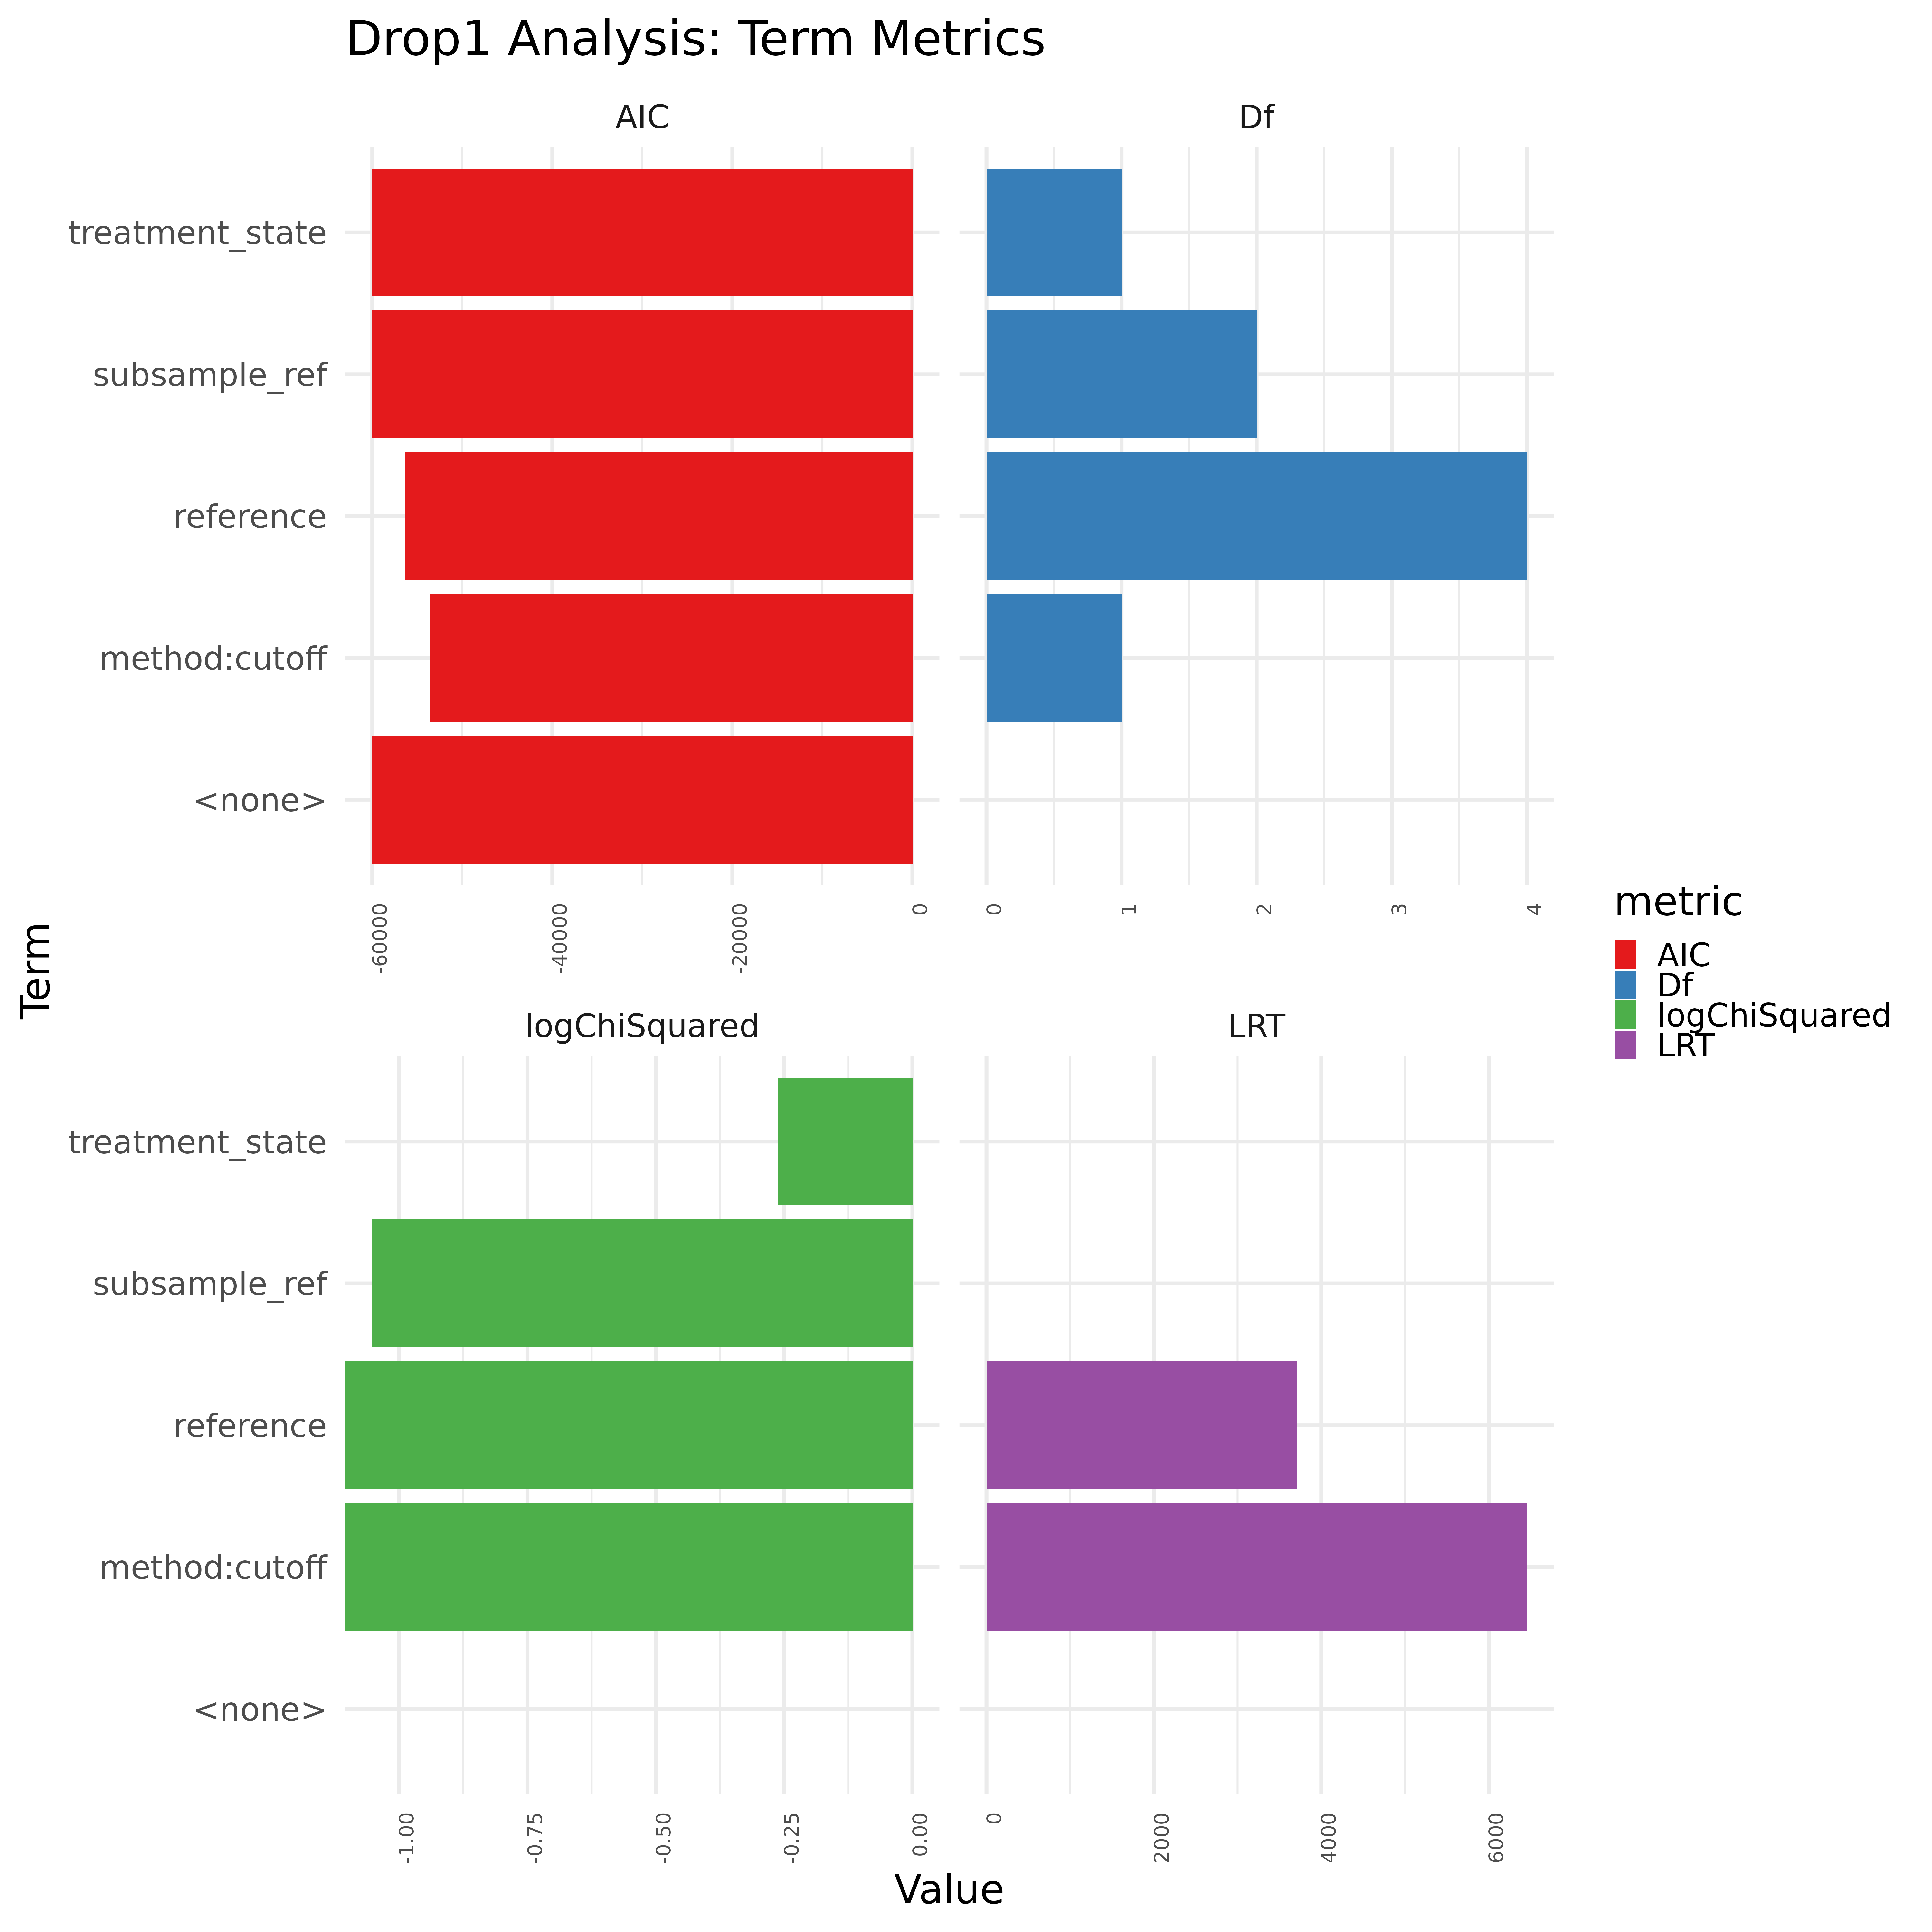 Drop1 Analysis: Term Metrics
AIC
Df
treatment_state
subsample_ref
reference
method:cutoff
<none>
-60000
-40000
-20000
0
0
1
2
3
4
Term
metric
AIC
Df
logChiSquared
LRT
logChiSquared
LRT
treatment_state
subsample_ref
reference
method:cutoff
<none>
-1.00
-0.75
-0.50
-0.25
0.00
0
2000
4000
6000
Value